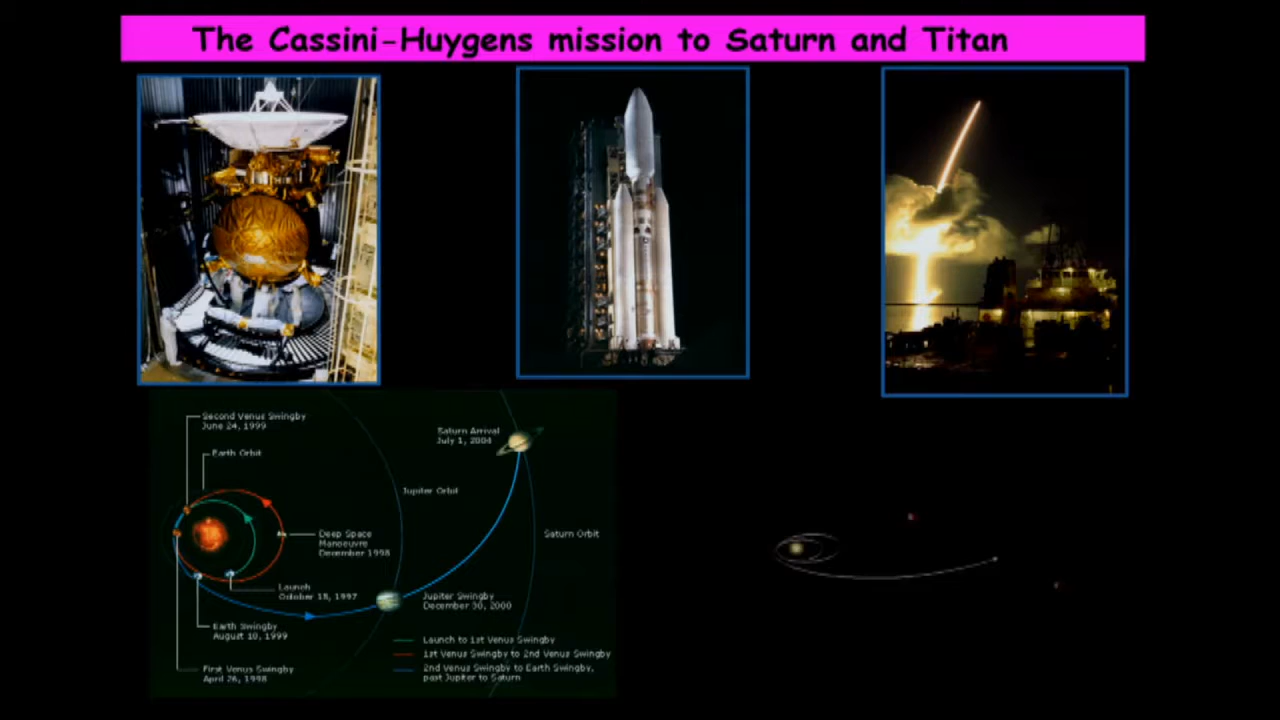 The Cassini-Huygens mission to Saturn and Titan
Second Venus Swingby
June 24, 1999
Earth Orbit
Saturn Arrival
July 1, 2004
Jupiter Orbit
Deep Space
Manoeuvre
December 1998
Saturn Orbit
Launch
October 15, 1997
Jupiter Swingby
December 30, 2000
Earth Swingby
August 18, 1999
First Venus Swingby
April 26, 1998
Launch to 1st Venus Swingby
1st Venus Swingby to 2nd Venus Swingby
2nd Venus Swingby to Earth Swingby,
past Jupiter to Saturn